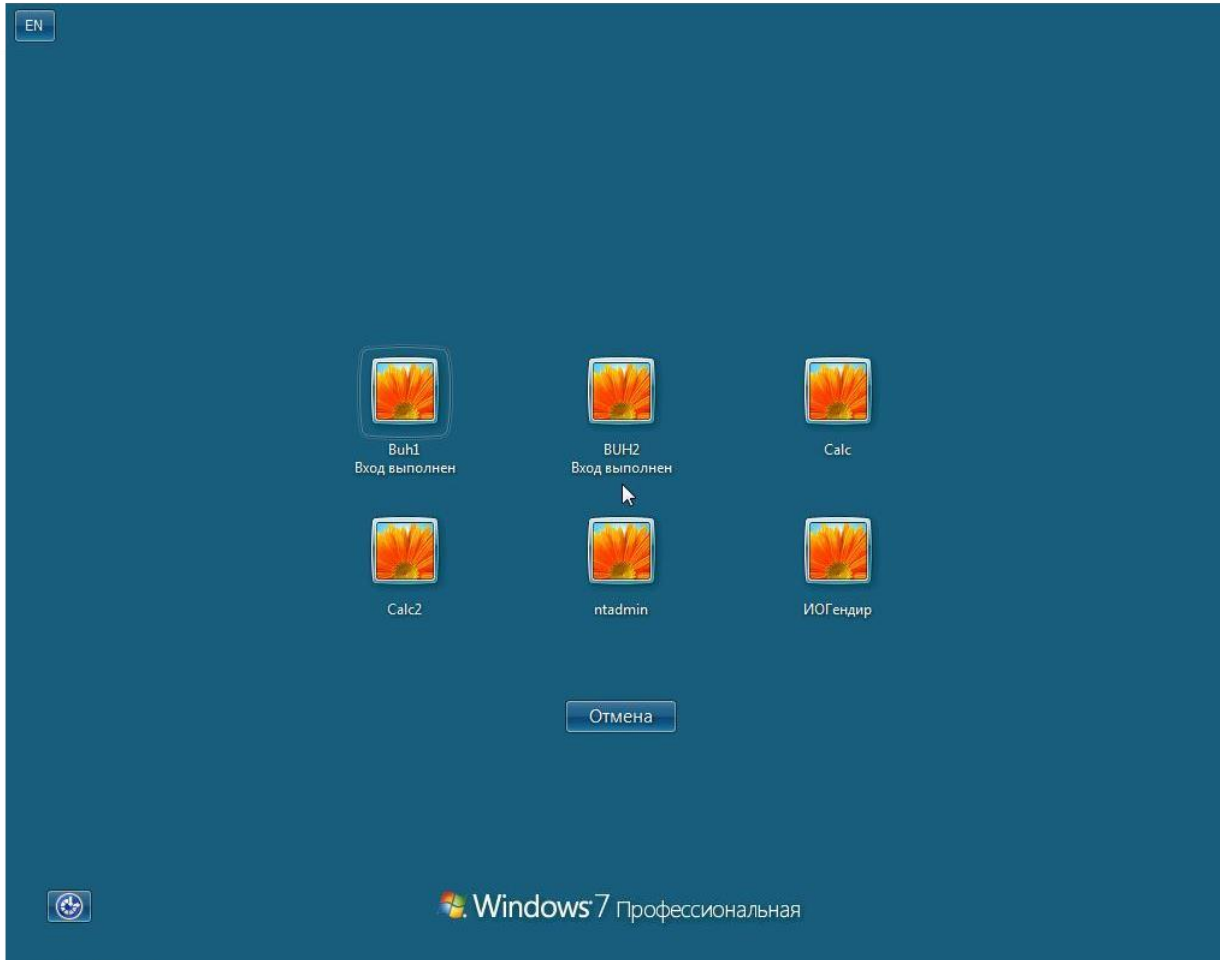 EN
Buh1
Вход выполнен
BUH2
Вход выполнен
Calc
Calc2
ntadmin
ИОГендир
Отмена
Windows 7 Профессиональная